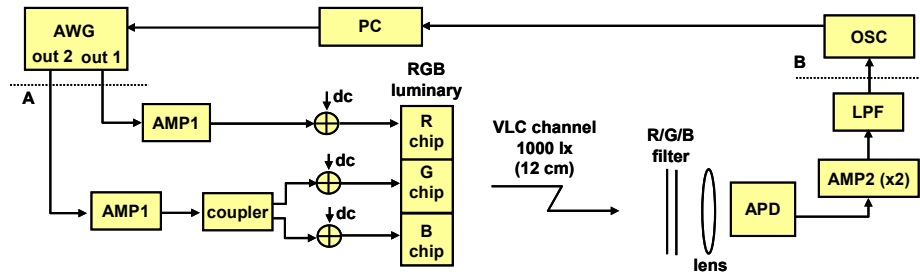 AWG
out 2 out 1
PC
OSC
A
B
RGB
luminary
dc
AMP1
R
chip
LPF
VLC channel
1000 lx
(12 cm)
R/G/B
filter
dc
G
chip
AMP2 (x2)
AMP1
coupler
APD
dc
B
chip
lens